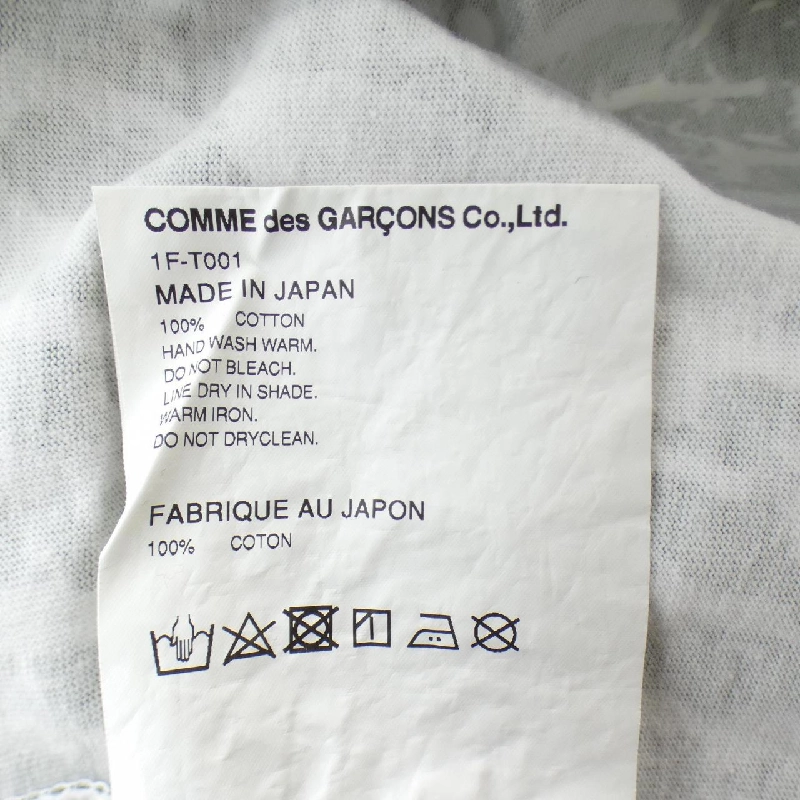 COMME des GARÇONS Co.,Ltd.
1F-T001
MADE IN JAPAN
100% COTTON
HAND WASH WARM.
DO NOT BLEACH.
LINE DRY IN SHADE.
WARM IRON.
DO NOT DRYCLEAN.
FABRIQUE AU JAPON
100% COTON